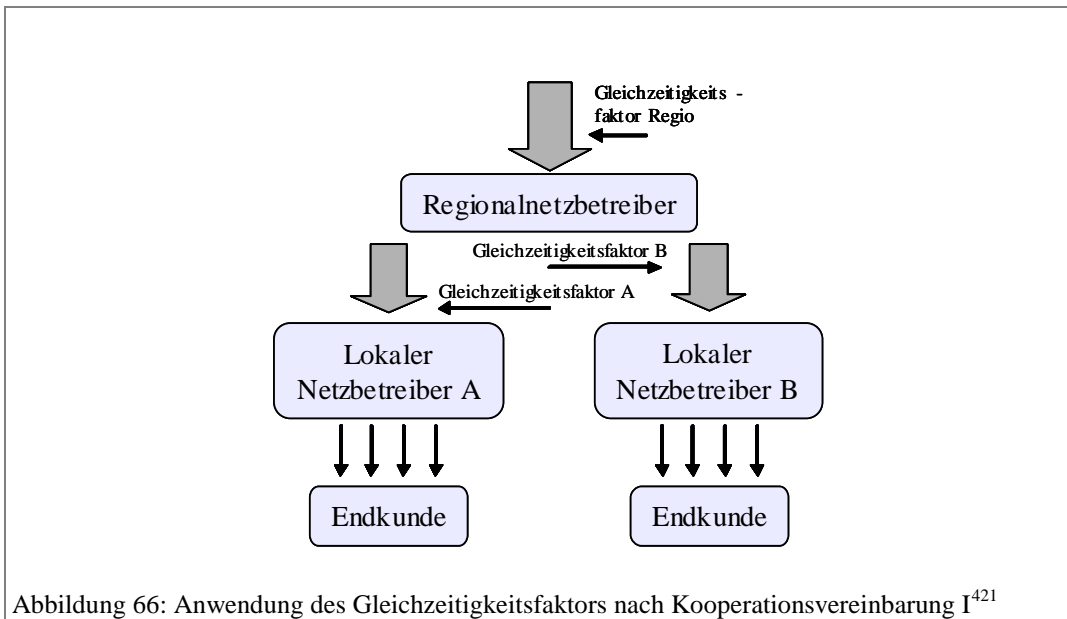 Gleichzeitigkeits -
faktor Regio
Regionalnetzbetreiber
Gleichzeitigkeitsfaktor B
Gleichzeitigkeitsfaktor A
Lokaler
Netzbetreiber A
Lokaler
Netzbetreiber B
Endkunde
Endkunde
Abbildung 66: Anwendung des Gleichzeitigkeitsfaktors nach Kooperationsvereinbarung I⁴²¹